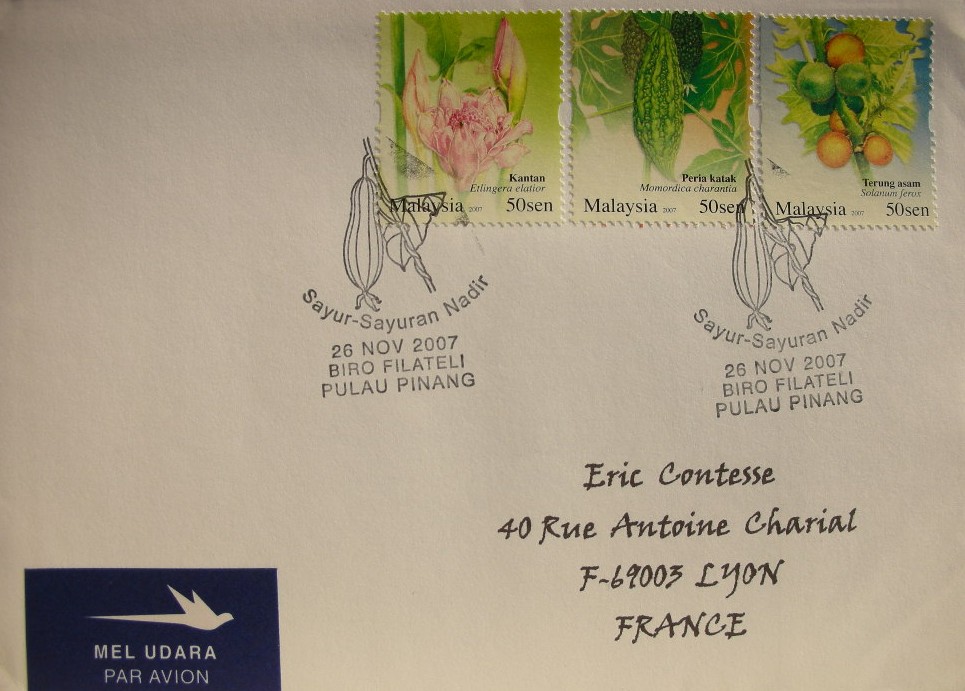 Kantan
Etlingera elatior
Malaysia 2007 50sen
Peria katak
Momordica charantia
Malaysia 2007 50sen
Terung asam
Solanum ferox
Malaysia 2007 50sen
Sayur-Sayuran Nadir
26 NOV 2007
BIRO FILATELI
PULAU PINANG
Sayur-Sayuran Nadir
26 NOV 2007
BIRO FILATELI
PULAU PINANG
Eric Contesse
40 Rue Antoine Charial
F-69003 LYON
FRANCE
MEL UDARA
PAR AVION